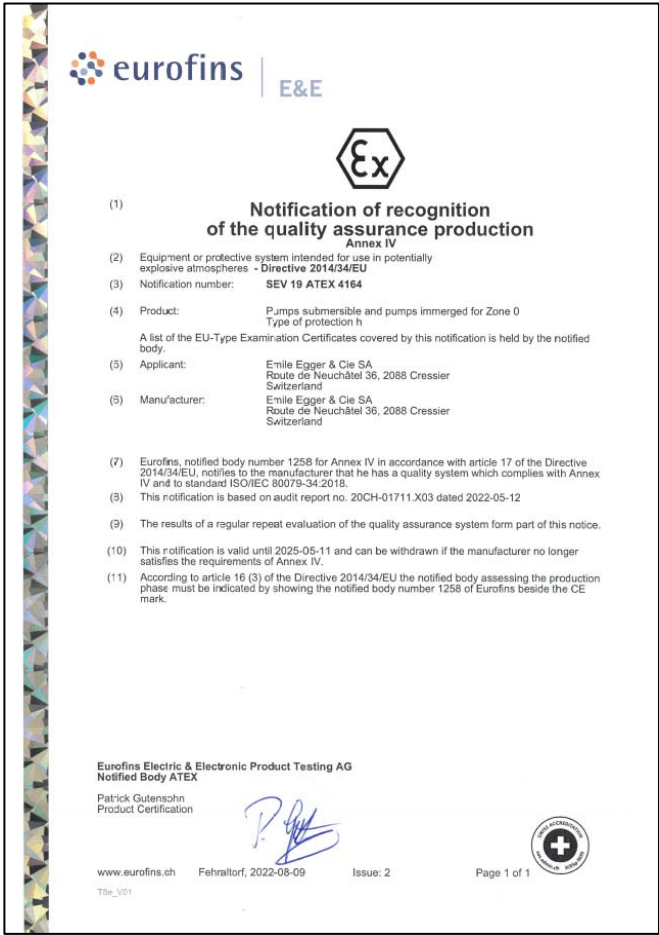 eurofins
E&E
Ex
(1) Notification of recognition
of the quality assurance production
Annex IV
(2) Equipment or protective system intended for use in potentially
explosive atmospheres - Directive 2014/34/EU
(3) Notification number: SEV 19 ATEX 4164
(4) Product: Pumps submersible and pumps immerged for Zone 0
Type of protection h
A list of the EU-Type Examination Certificates covered by this notification is held by the notified
body.
(5) Applicant: Emile Egger & Cie SA
Route de Neuchâtel 36, 2088 Cressier
Switzerland
(6) Manufacturer: Emile Egger & Cie SA
Route de Neuchâtel 36, 2088 Cressier
Switzerland
(7) Eurofins, notified body number 1258 for Annex IV in accordance with article 17 of the Directive
2014/34/EU, notifies to the manufacturer that he has a quality system which complies with Annex
IV and to standard ISO/IEC 80079-34:2018.
(8) This notification is based on audit report no. 20CH-01711.X03 dated 2022-05-12
(9) The results of a regular repeat evaluation of the quality assurance system form part of this notice.
(10) This notification is valid until 2025-05-11 and can be withdrawn if the manufacturer no longer
satisfies the requirements of Annex IV.
(11) According to article 16 (3) of the Directive 2014/34/EU the notified body assessing the production
phase must be indicated by showing the notified body number 1258 of Eurofins beside the CE
mark.
Eurofins Electric & Electronic Product Testing AG
Notified Body ATEX
Patrick Gutensohn
Product Certification
SWISS ACCREDITATION
www.eurofins.ch Fehraltorf, 2022-08-09 Issue: 2 Page 1 of 1
T8e_V01